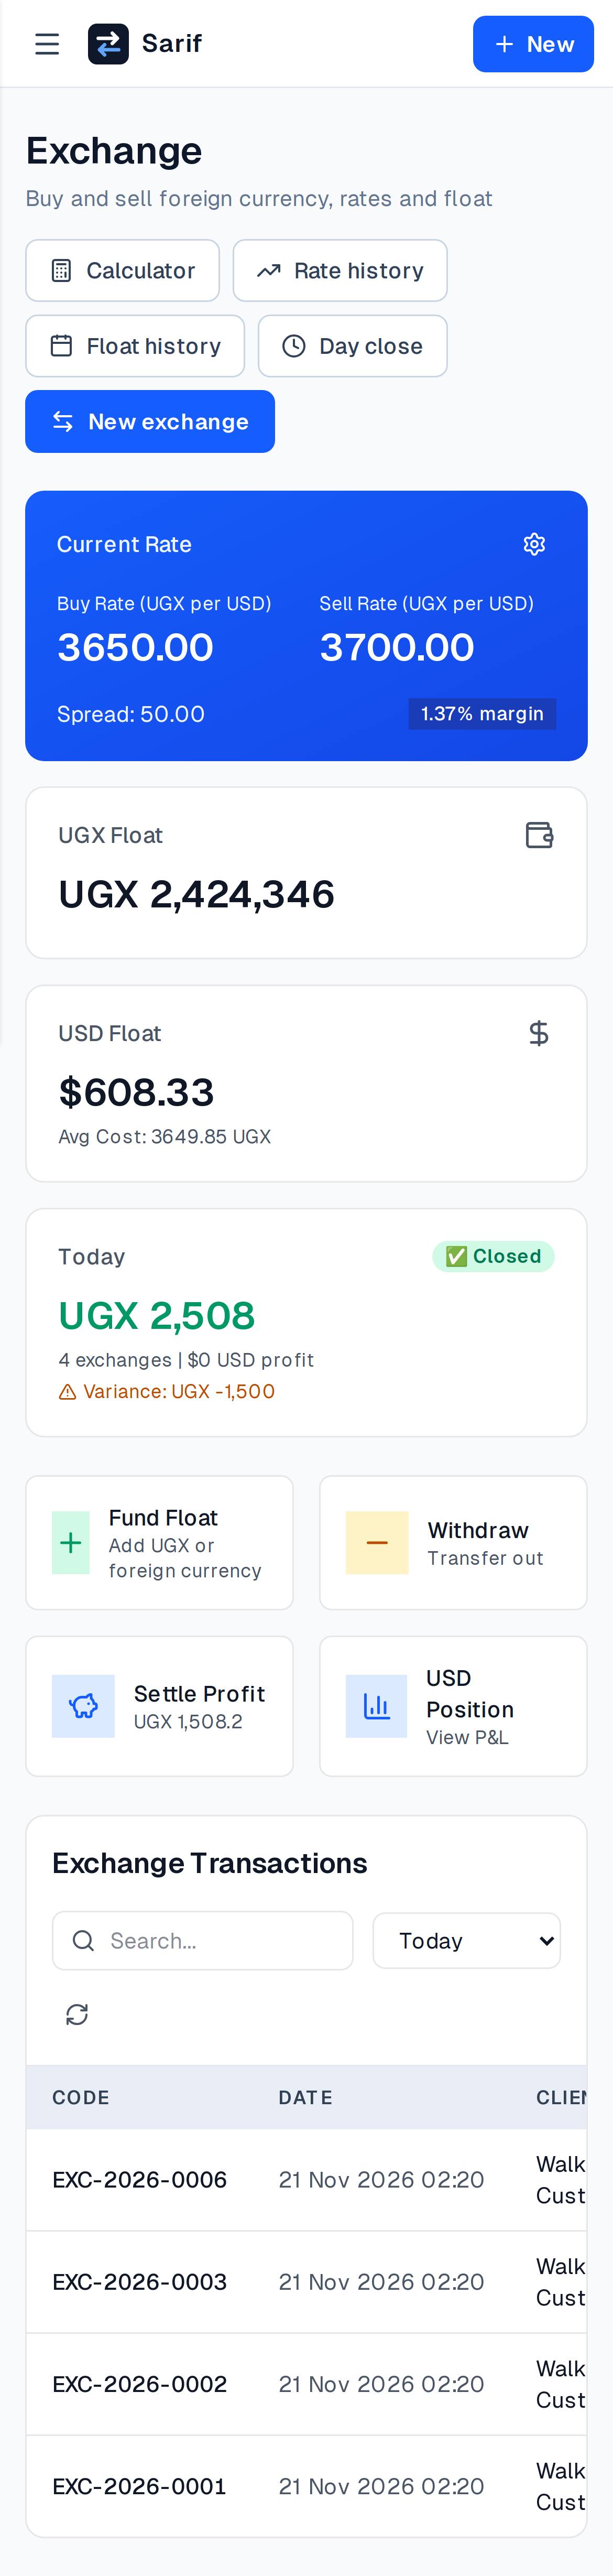 Sarif
New
Exchange
Buy and sell foreign currency, rates and float
Calculator
Rate history
Float history
Day close
New exchange
Current Rate
Buy Rate (UGX per USD)
Sell Rate (UGX per USD)
3650.00
3700.00
Spread: 50.00
1.37% margin
UGX Float
UGX 2,424,346
USD Float
$608.33
Avg Cost: 3649.85 UGX
Today
✅ Closed
UGX 2,508
4 exchanges | $0 USD profit
Variance: UGX -1,500
Fund Float
Add UGX or
foreign currency
Withdraw
Transfer out
Settle Profit
UGX 1,508.2
USD
Position
View P&L
Exchange Transactions
Search...
Today
CODE DATE CLIEN
EXC-2026-0006 21 Nov 2026 02:20 Walk
Cust
EXC-2026-0003 21 Nov 2026 02:20 Walk
Cust
EXC-2026-0002 21 Nov 2026 02:20 Walk
Cust
EXC-2026-0001 21 Nov 2026 02:20 Walk
Cust